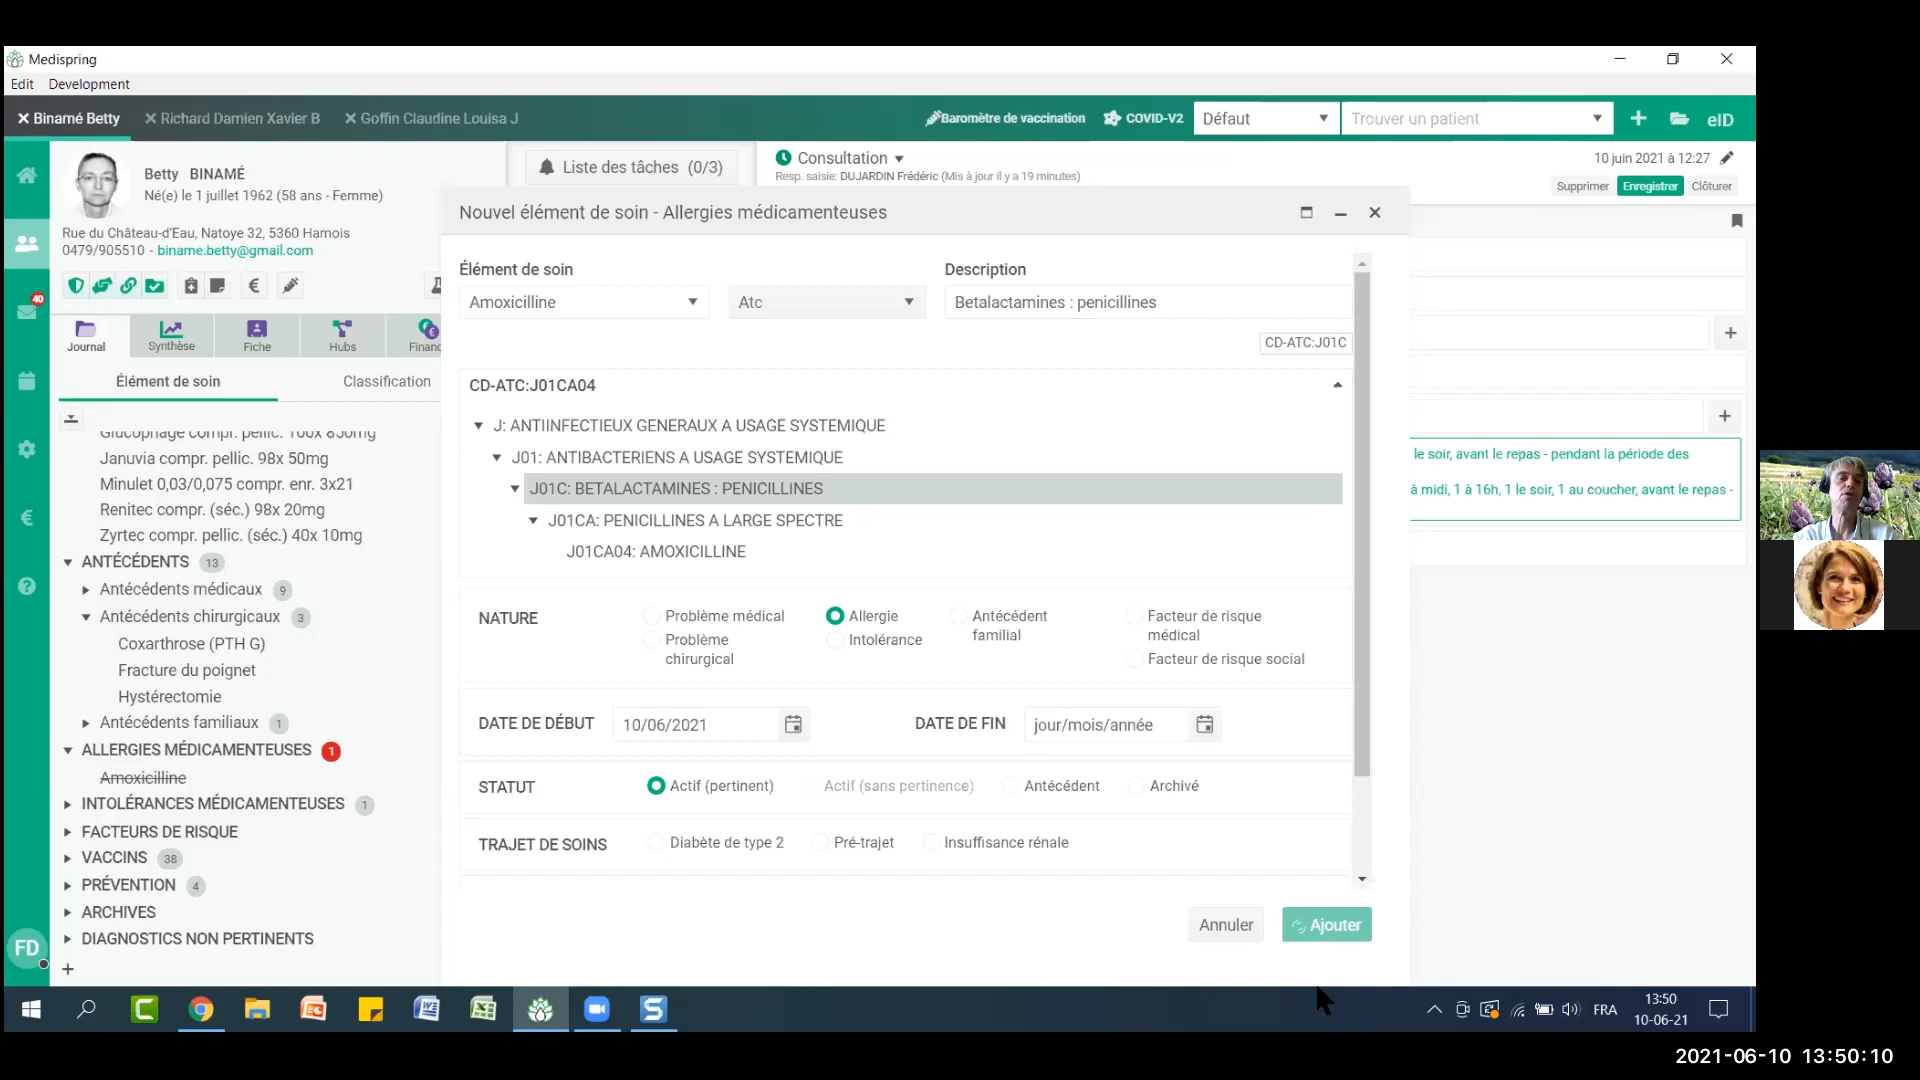 Medispring
Edit Development
Binamé Betty Richard Damien Xavier B Goffin Claudine Louisa J
Baromètre de vaccination COVID-V2 Défaut Trouver un patient eID
Betty BINAMÉ
Né(e) le 1 juillet 1962 (58 ans - Femme)
Rue du Château-d'Eau, Natoye 32, 5360 Hamois
0479/905510 - biname.betty@gmail.com
Liste des tâches (0/3)
Consultation
Resp. saisie: DUJARDIN Frédéric (Mis à jour il y a 19 minutes)
10 juin 2021 à 12:27
Supprimer Enregistrer Clôturer
40
Journal Synthèse Fiche Hubs Financ
Élément de soin Classification
Glucophage compr. pellic. 100x 850mg
Januvia compr. pellic. 98x 50mg
Minulet 0,03/0,075 compr. enr. 3x21
Renitec compr. (séc.) 98x 20mg
Zyrtec compr. pellic. (séc.) 40x 10mg
ANTÉCÉDENTS 13
Antécédents médicaux 9
Antécédents chirurgicaux 3
Coxarthrose (PTH G)
Fracture du poignet
Hystérectomie
Antécédents familiaux 1
ALLERGIES MÉDICAMENTEUSES 1
Amoxicilline
INTOLÉRANCES MÉDICAMENTEUSES 1
FACTEURS DE RISQUE
VACCINS 38
PRÉVENTION 4
ARCHIVES
DIAGNOSTICS NON PERTINENTS
FD
Nouvel élément de soin - Allergies médicamenteuses
Élément de soin Description
Amoxicilline Atc Betalactamines : penicillines
CD-ATC:J01C
CD-ATC:J01CA04
J: ANTIINFECTIEUX GENERAUX A USAGE SYSTEMIQUE
J01: ANTIBACTERIENS A USAGE SYSTEMIQUE
J01C: BETALACTAMINES : PENICILLINES
J01CA: PENICILLINES A LARGE SPECTRE
J01CA04: AMOXICILLINE
NATURE
Problème médical
Problème chirurgical
Allergie
Intolérance
Antécédent familial
Facteur de risque médical
Facteur de risque social
DATE DE DÉBUT 10/06/2021 DATE DE FIN jour/mois/année
STATUT Actif (pertinent) Actif (sans pertinence) Antécédent Archivé
TRAJET DE SOINS Diabète de type 2 Pré-trajet Insuffisance rénale
Annuler Ajouter
le soir, avant le repas - pendant la période des
à midi, 1 à 16h, 1 le soir, 1 au coucher, avant le repas -
FRA
13:50
10-06-21
2021-06-10 13:50:10